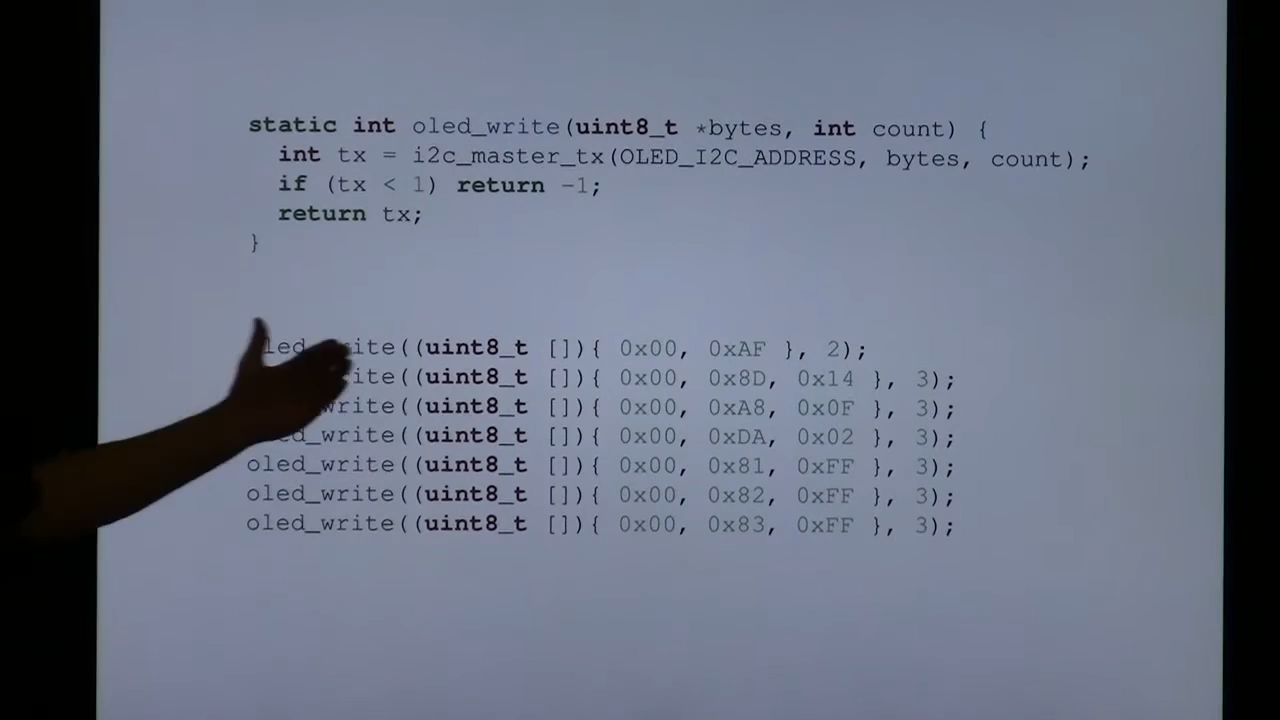 static int oled_write(uint8_t *bytes, int count) {
int tx = i2c_master_tx(OLED_I2C_ADDRESS, bytes, count);
if (tx < 1) return -1;
return tx;
}
((uint8_t []){ 0x00, 0xAF }, 2);
((uint8_t []){ 0x00, 0x8D, 0x14 }, 3);
((uint8_t []){ 0x00, 0xA8, 0x0F }, 3);
oled_write((uint8_t []){ 0x00, 0xDA, 0x02 }, 3);
oled_write((uint8_t []){ 0x00, 0x81, 0xFF }, 3);
oled_write((uint8_t []){ 0x00, 0x82, 0xFF }, 3);
oled_write((uint8_t []){ 0x00, 0x83, 0xFF }, 3);